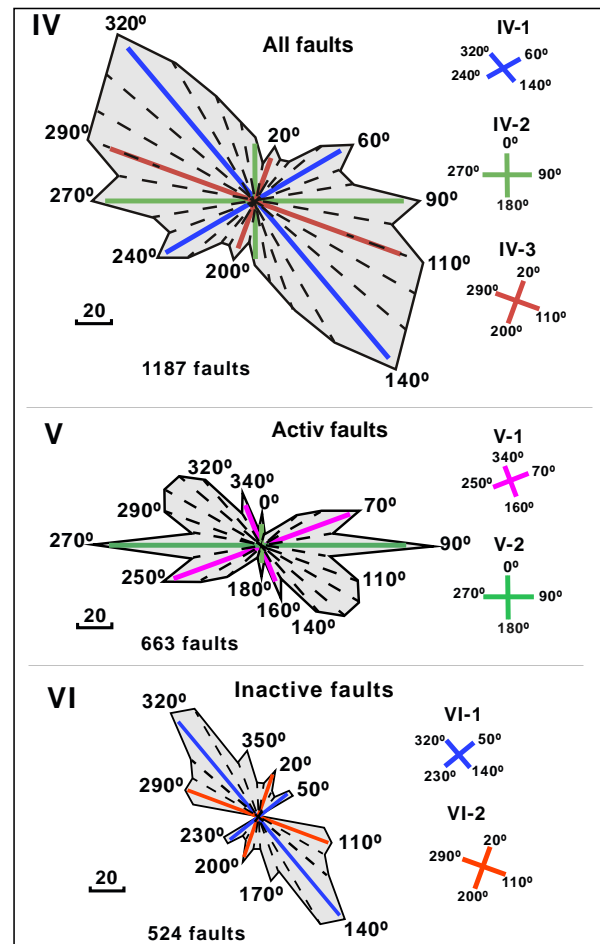 IV
All faults
320º
290º
270º
240º
200º
20º
60º
90º
110º
140º
20
1187 faults
IV-1
320º 60º
240º 140º
IV-2
0º
270º 90º
180º
IV-3
20º
290º 110º
200º
V
Activ faults
320º
340º
0º
290º
270º
250º
180º
160º
140º
110º
90º
70º
20
663 faults
V-1
340º
70º
250º
160º
V-2
0º
270º 90º
180º
VI
Inactive faults
320º
350º
20º
290º
50º
230º
200º
170º
110º
140º
20
524 faults
VI-1
320º 50º
230º 140º
VI-2
20º
290º
110º
200º